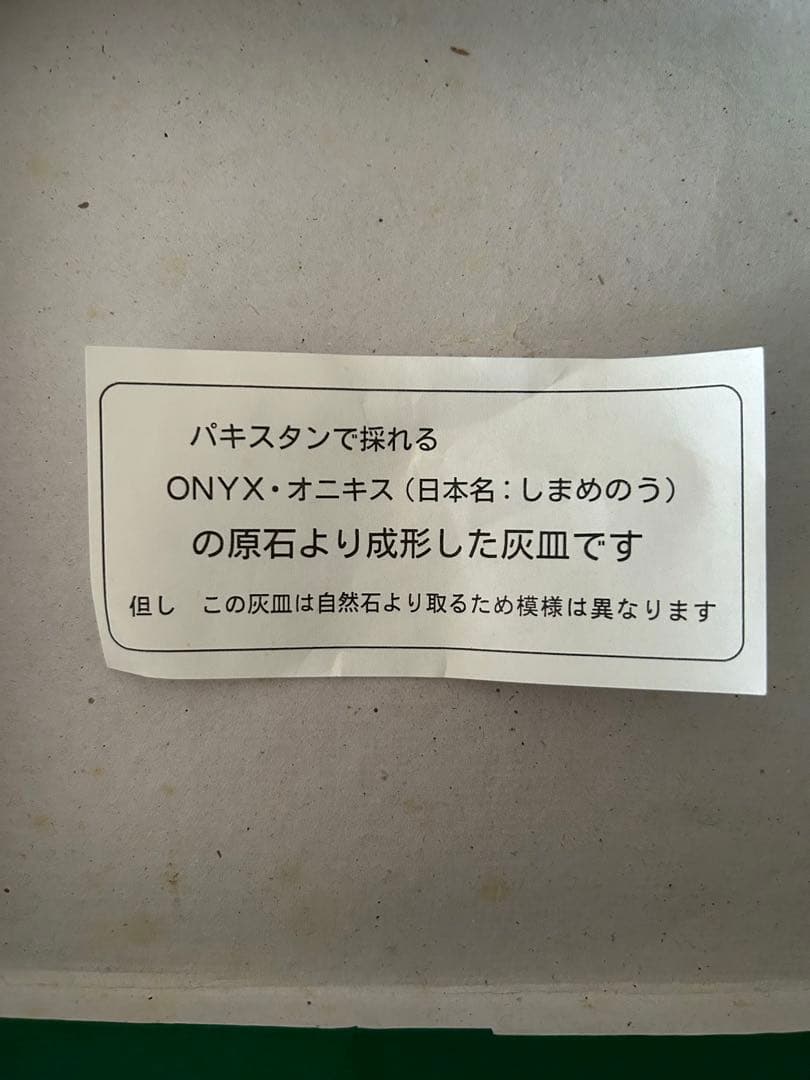 パキスタンで採れる
ONYX・オニキス（日本名：しまめのう）
の原石より成形した灰皿です
但し　この灰皿は自然石より取るため模様は異なります